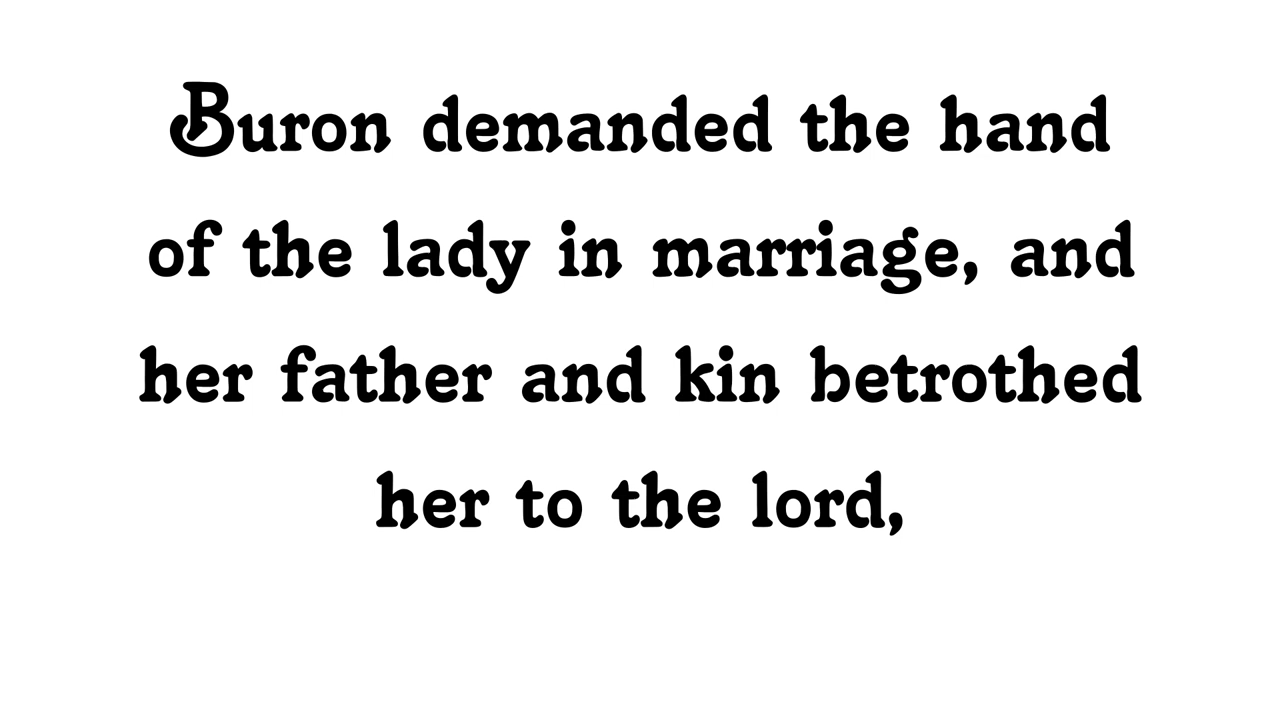 Buron demanded the hand
of the lady in marriage, and
her father and kin betrothed
her to the lord,